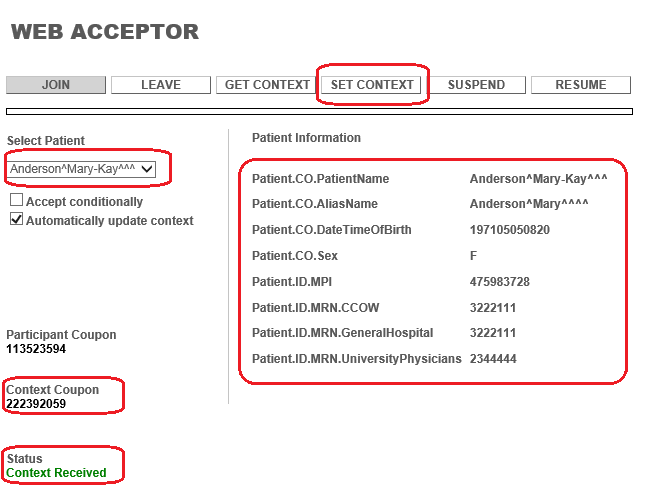 WEB ACCEPTOR
JOIN LEAVE GET CONTEXT SET CONTEXT SUSPEND RESUME
Select Patient
Anderson^Mary-Kay^^^
Accept conditionally
Automatically update context
Participant Coupon
113523594
Context Coupon
222392059
Status
Context Received
Patient Information
Patient.CO.PatientName Anderson^Mary-Kay^^^
Patient.CO.AliasName Anderson^Mary^^^^
Patient.CO.DateTimeOfBirth 197105050820
Patient.CO.Sex F
Patient.ID.MPI 475983728
Patient.ID.MRN.CCOW 3222111
Patient.ID.MRN.GeneralHospital 3222111
Patient.ID.MRN.UniversityPhysicians 2344444